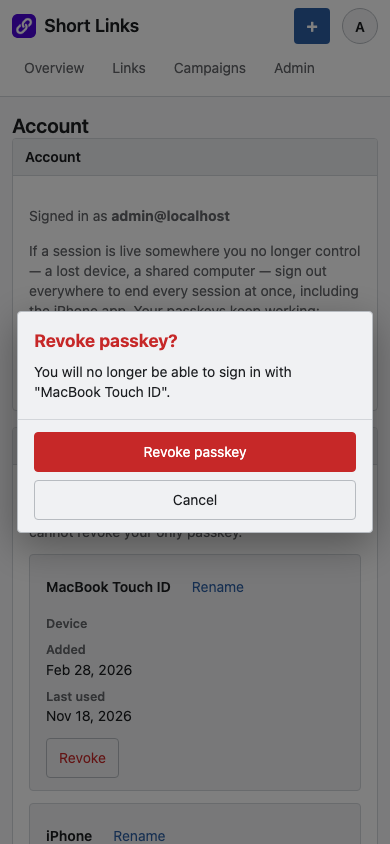 Short Links
+
A
Overview Links Campaigns Admin
Account
Account
Signed in as admin@localhost
If a session is live somewhere you no longer control
— a lost device, a shared computer — sign out
everywhere to end every session at once, including
the iPhone app. Your passkeys keep working;
Revoke passkey?
You will no longer be able to sign in with
"MacBook Touch ID".
Revoke passkey
Cancel
cannot revoke your only passkey.
MacBook Touch ID Rename
Device
Added
Feb 28, 2026
Last used
Nov 18, 2026
Revoke
iPhone Rename